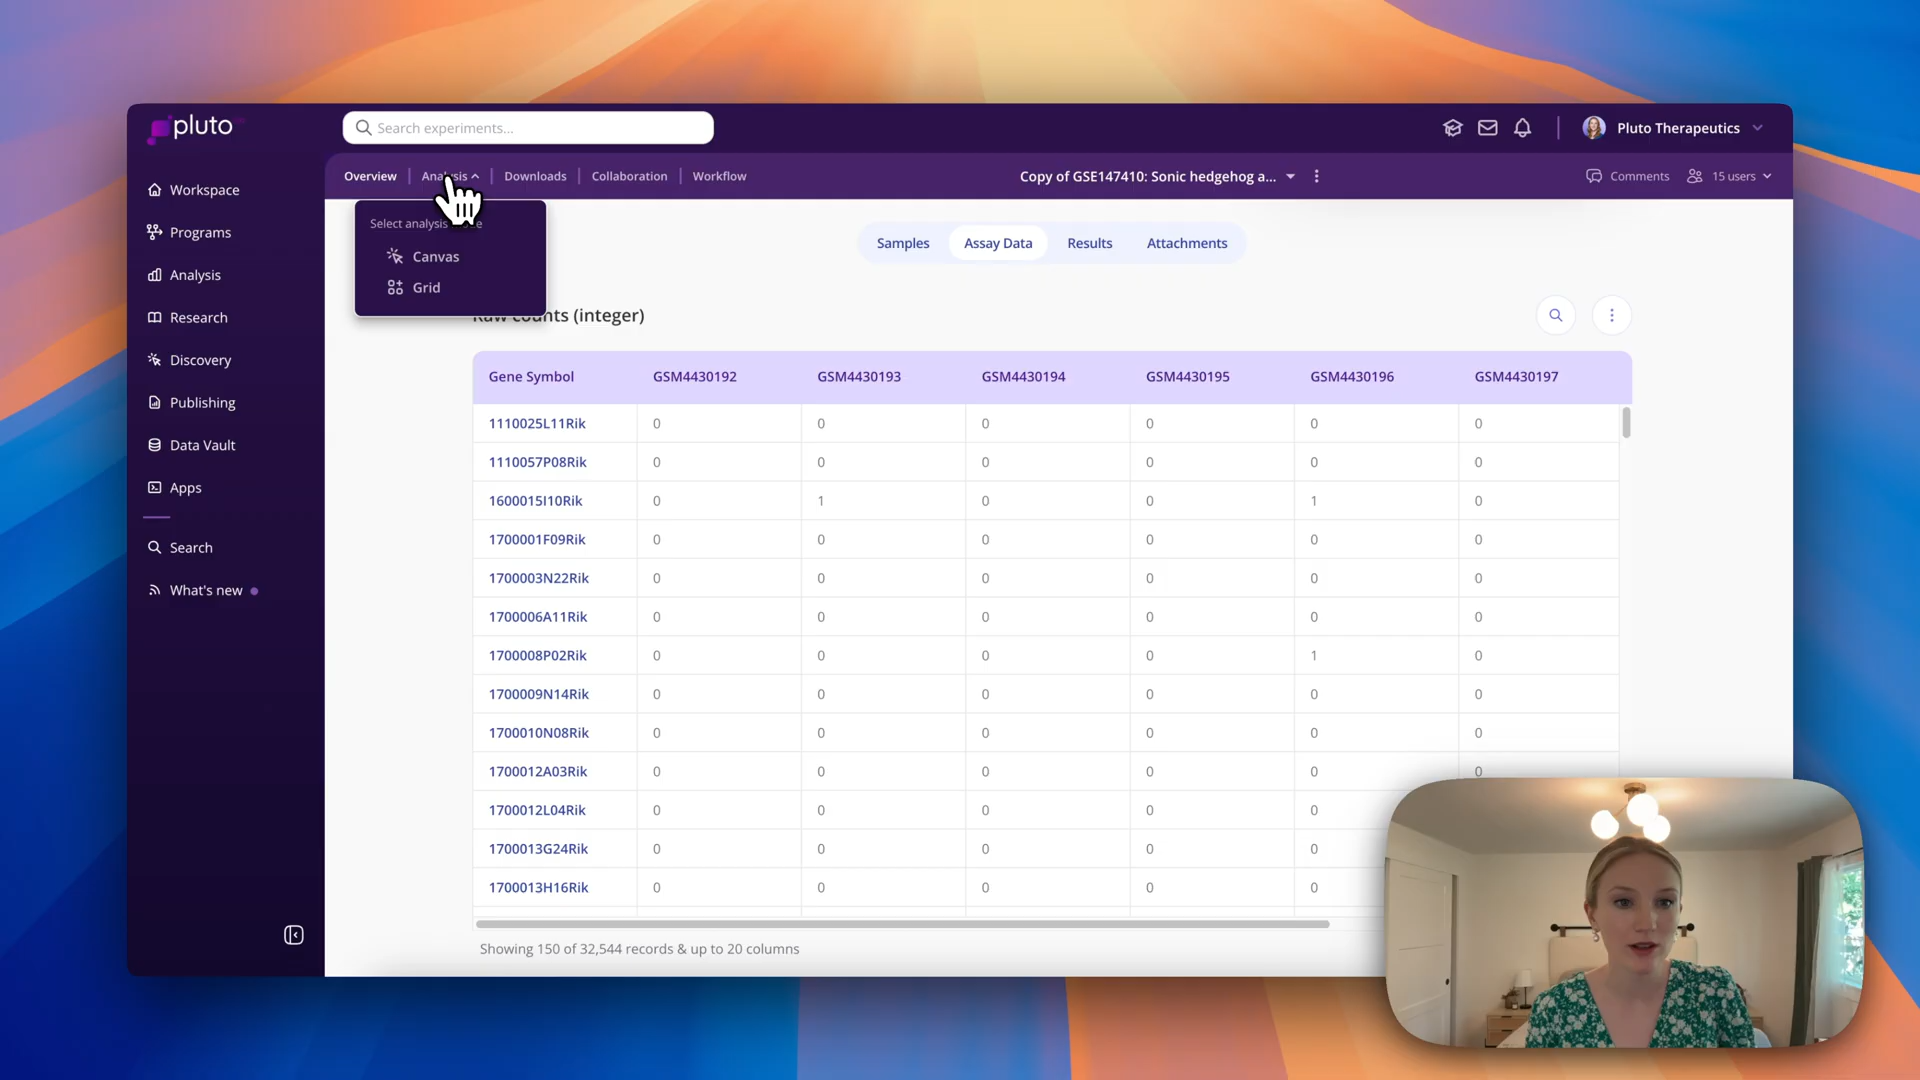 pluto
Search experiments...
Pluto Therapeutics
Overview
Analysis
Downloads
Collaboration
Workflow
Copy of GSE147410: Sonic hedgehog a...
Comments
15 users
Workspace
Programs
Analysis
Research
Discovery
Publishing
Data Vault
Apps
Search
What's new
Select analysis
Canvas
Grid
Samples
Assay Data
Results
Attachments
Raw counts (integer)
Gene Symbol GSM4430192 GSM4430193 GSM4430194 GSM4430195 GSM4430196 GSM4430197
1110025L11Rik 0 0 0 0 0 0
1110057P08Rik 0 0 0 0 0 0
1600015I10Rik 0 1 0 0 1 0
1700001F09Rik 0 0 0 0 0 0
1700003N22Rik 0 0 0 0 0 0
1700006A11Rik 0 0 0 0 0 0
1700008P02Rik 0 0 0 0 1 0
1700009N14Rik 0 0 0 0 0 0
1700010N08Rik 0 0 0 0 0 0
1700012A03Rik 0 0 0 0 0 0
1700012L04Rik 0 0 0 0 0
1700013G24Rik 0 0 0 0 0
1700013H16Rik 0 0 0 0 0
Showing 150 of 32,544 records & up to 20 columns